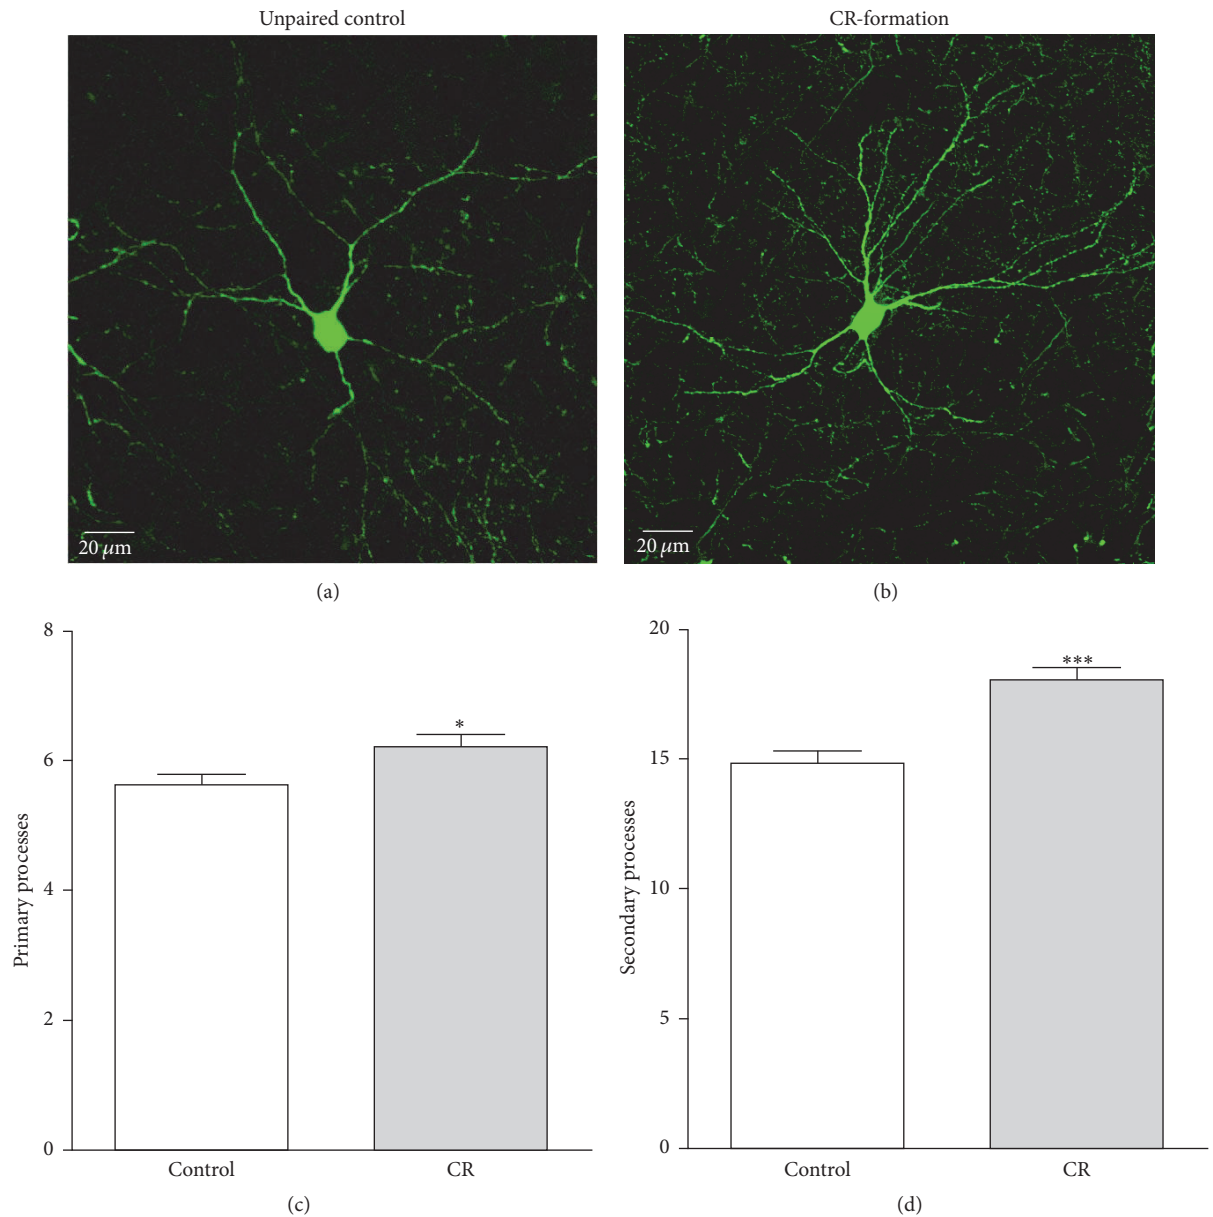 Unpaired control
CR-formation
20 μm
20 μm
(a)
(b)
8
6
4
2
0
Primary processes
*
Control
CR
(c)
20
15
10
5
0
Secondary processes
***
Control
CR
(d)